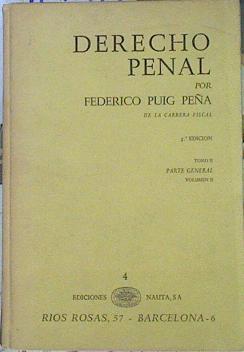 DERECHO
PENAL
POR
FEDERICO PUIG PEÑA
DE LA CARRERA FISCAL
5.ª EDICION
TOMO II
PARTE GENERAL
VOLUMEN II
4
EDICIONES NAUTA, S.A.
RIOS ROSAS, 57 - BARCELONA-6